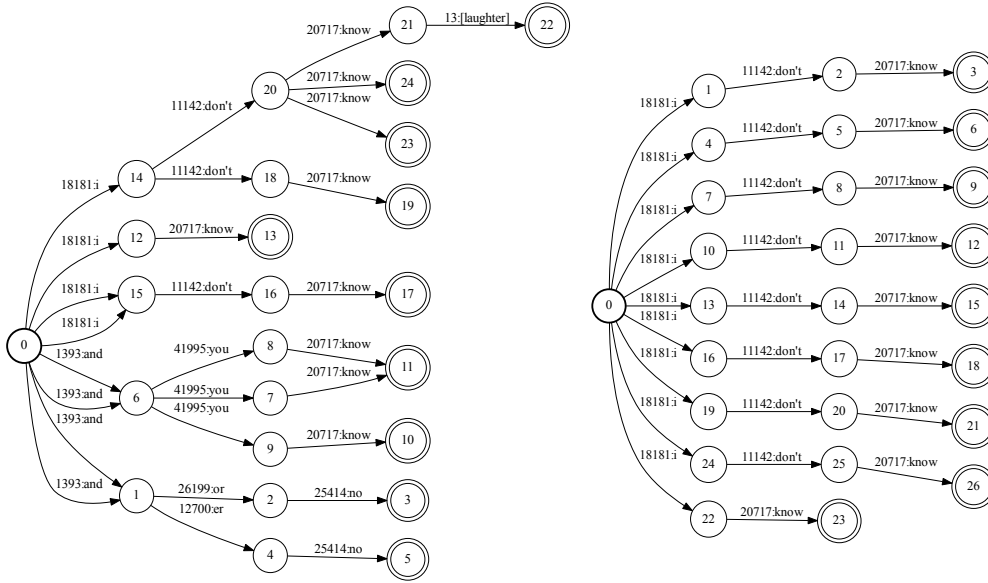 20717:know
21
13:[laughter]
22
20
20717:know
24
20717:know
23
11142:don't
18181:i
14
11142:don't
18
20717:know
19
18181:i
12
20717:know
13
18181:i
18181:i
15
11142:don't
16
20717:know
17
0
1393:and
1393:and
6
41995:you
8
20717:know
11
41995:you
7
20717:know
41995:you
9
20717:know
10
1393:and
1393:and
1
26199:or
2
25414:no
3
12700:er
4
25414:no
5
0
18181:i
1
11142:don't
2
20717:know
3
18181:i
4
11142:don't
5
20717:know
6
18181:i
7
11142:don't
8
20717:know
9
18181:i
10
11142:don't
11
20717:know
12
18181:i
13
11142:don't
14
20717:know
15
18181:i
16
11142:don't
17
20717:know
18
18181:i
19
11142:don't
20
20717:know
21
18181:i
24
11142:don't
25
20717:know
26
18181:i
22
20717:know
23